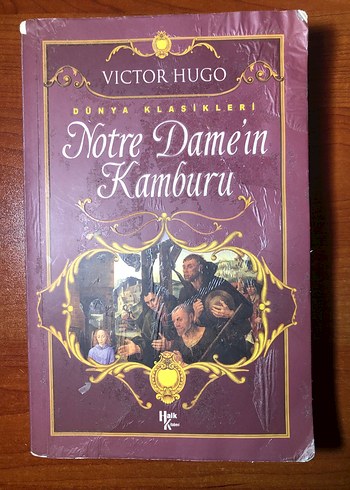 VICTOR HUGO
DÜNYA KLASİKLERİ
Notre Dame'in
Kamburu
Halk
Kitabevi